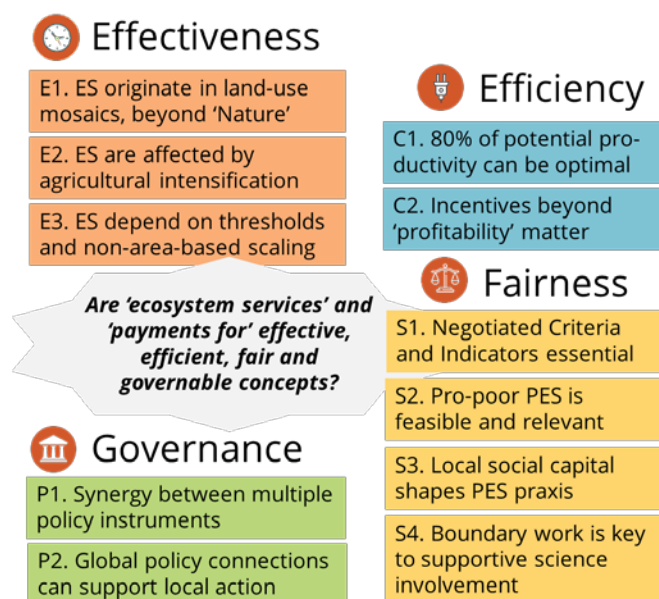 Effectiveness
E1. ES originate in land-use
mosaics, beyond ‘Nature’
E2. ES are affected by
agricultural intensification
E3. ES depend on thresholds
and non-area-based scaling
Efficiency
C1. 80% of potential pro-
ductivity can be optimal
C2. Incentives beyond
‘profitability’ matter
Are ‘ecosystem services’ and
‘payments for’ effective,
efficient, fair and
governable concepts?
Fairness
S1. Negotiated Criteria
and Indicators essential
S2. Pro-poor PES is
feasible and relevant
S3. Local social capital
shapes PES praxis
S4. Boundary work is key
to supportive science
involvement
Governance
P1. Synergy between multiple
policy instruments
P2. Global policy connections
can support local action